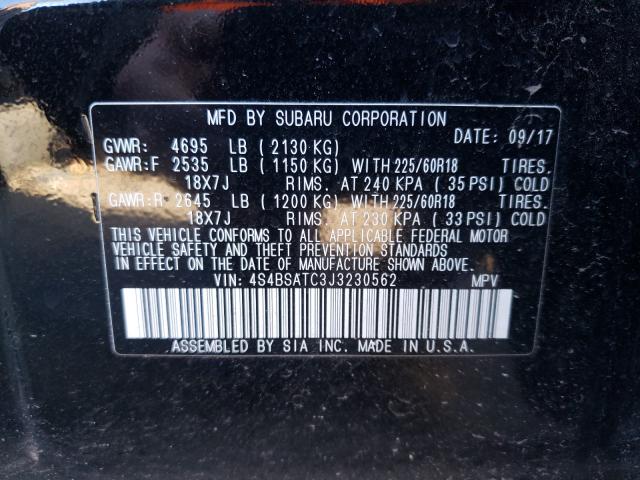 MFD BY SUBARU CORPORATION
DATE: 09/17
GVWR: 4695 LB ( 2130 KG)
GAWR:F 2535 LB ( 1150 KG) WITH 225/60R18 TIRES.
18X7J RIMS. AT 240 KPA ( 35 PSI) COLD
GAWR:R 2645 LB ( 1200 KG) WITH 225/60R18 TIRES.
18X7J RIMS. AT 230 KPA ( 33 PSI) COLD
THIS VEHICLE CONFORMS TO ALL APPLICABLE FEDERAL MOTOR
VEHICLE SAFETY AND THEFT PREVENTION STANDARDS
IN EFFECT ON THE DATE OF MANUFACTURE SHOWN ABOVE.
VIN: 4S4BSATC3J3230562 MPV
ASSEMBLED BY SIA INC. MADE IN U.S.A.